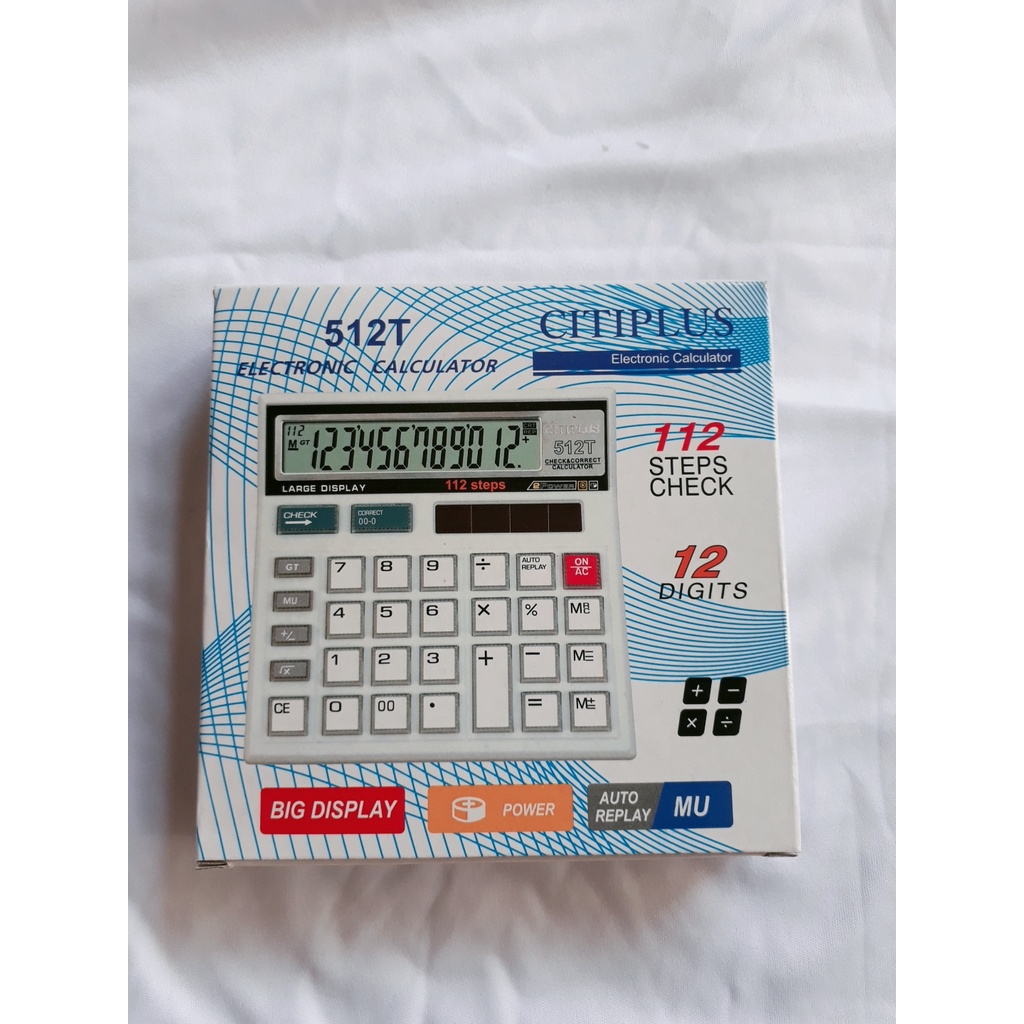 512T
ELECTRONIC CALCULATOR
CITIPLUS
Electronic Calculator
112
M GT
123456789012.
+
CITIPLUS
512T
CHECK&CORRECT
CALCULATOR
LARGE DISPLAY
112 steps
2 Power
CHECK
CORRECT
00-0
GT
7
8
9
÷
AUTO
REPLAY
ON
AC
MU
4
5
6
×
%
+/-
1
2
3
+
−
M−
√x
CE
0
00
.
=
M±
112
STEPS
CHECK
12
DIGITS
+ −
× ÷
BIG DISPLAY
POWER
AUTO
REPLAY
MU